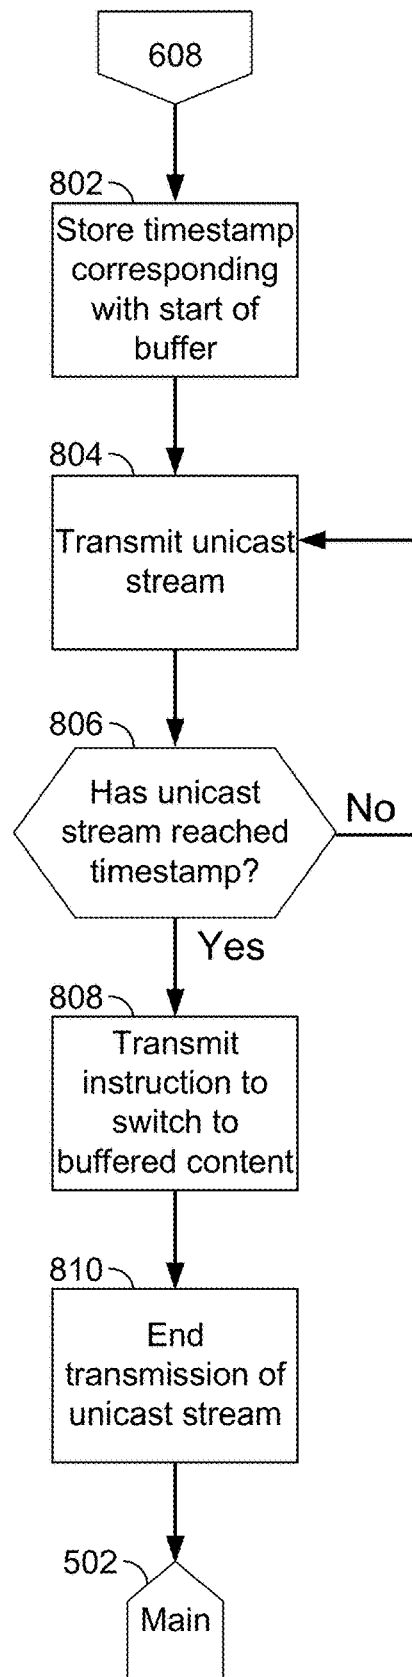 608
802
Store timestamp
corresponding
with start of
buffer
804
Transmit unicast
stream
806
Has unicast
stream reached
timestamp?
No
Yes
808
Transmit
instruction to
switch to
buffered content
810
End
transmission of
unicast stream
502
Main